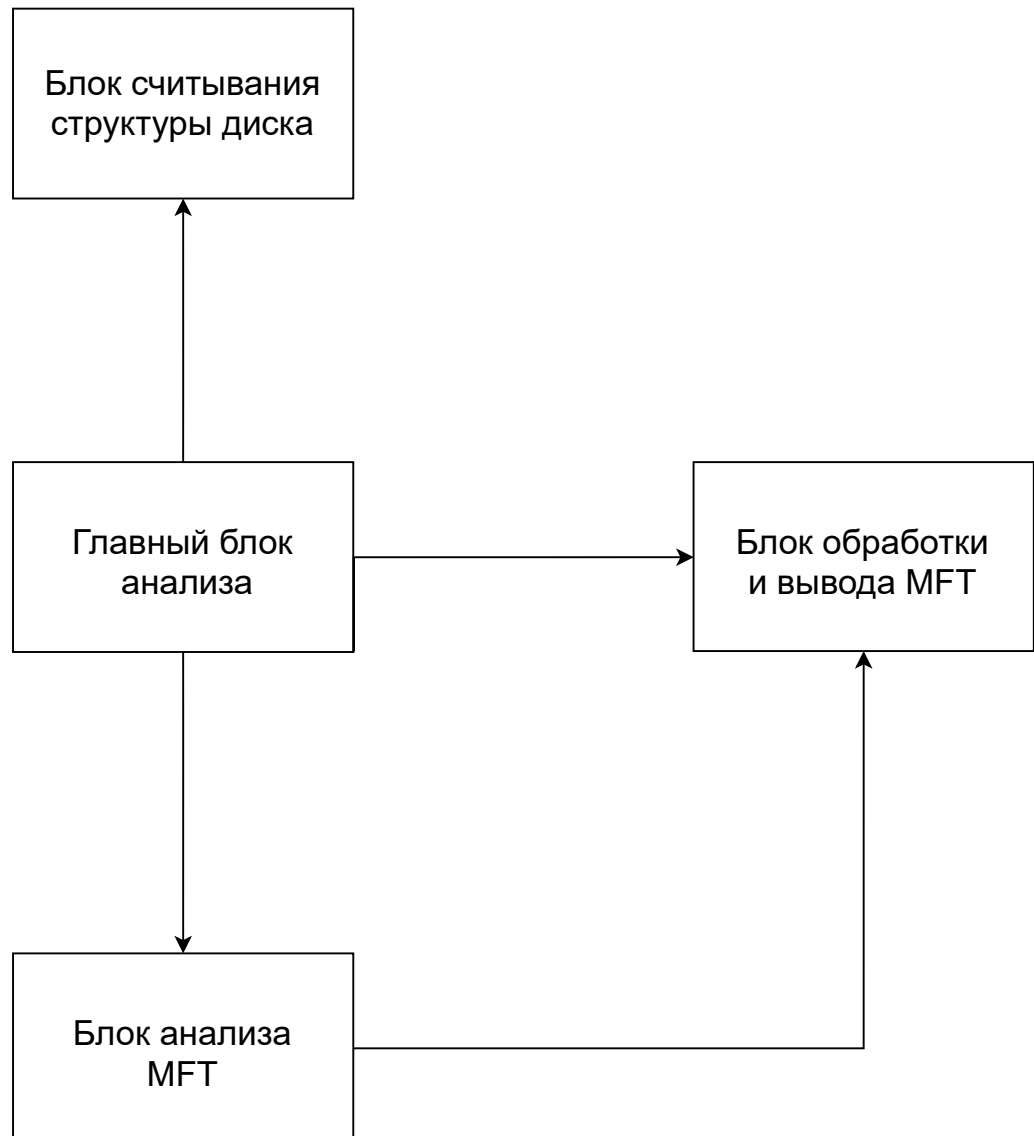 Блок считывания
структуры диска
Главный блок
анализа
Блок обработки
и вывода MFT
Блок анализа
MFT